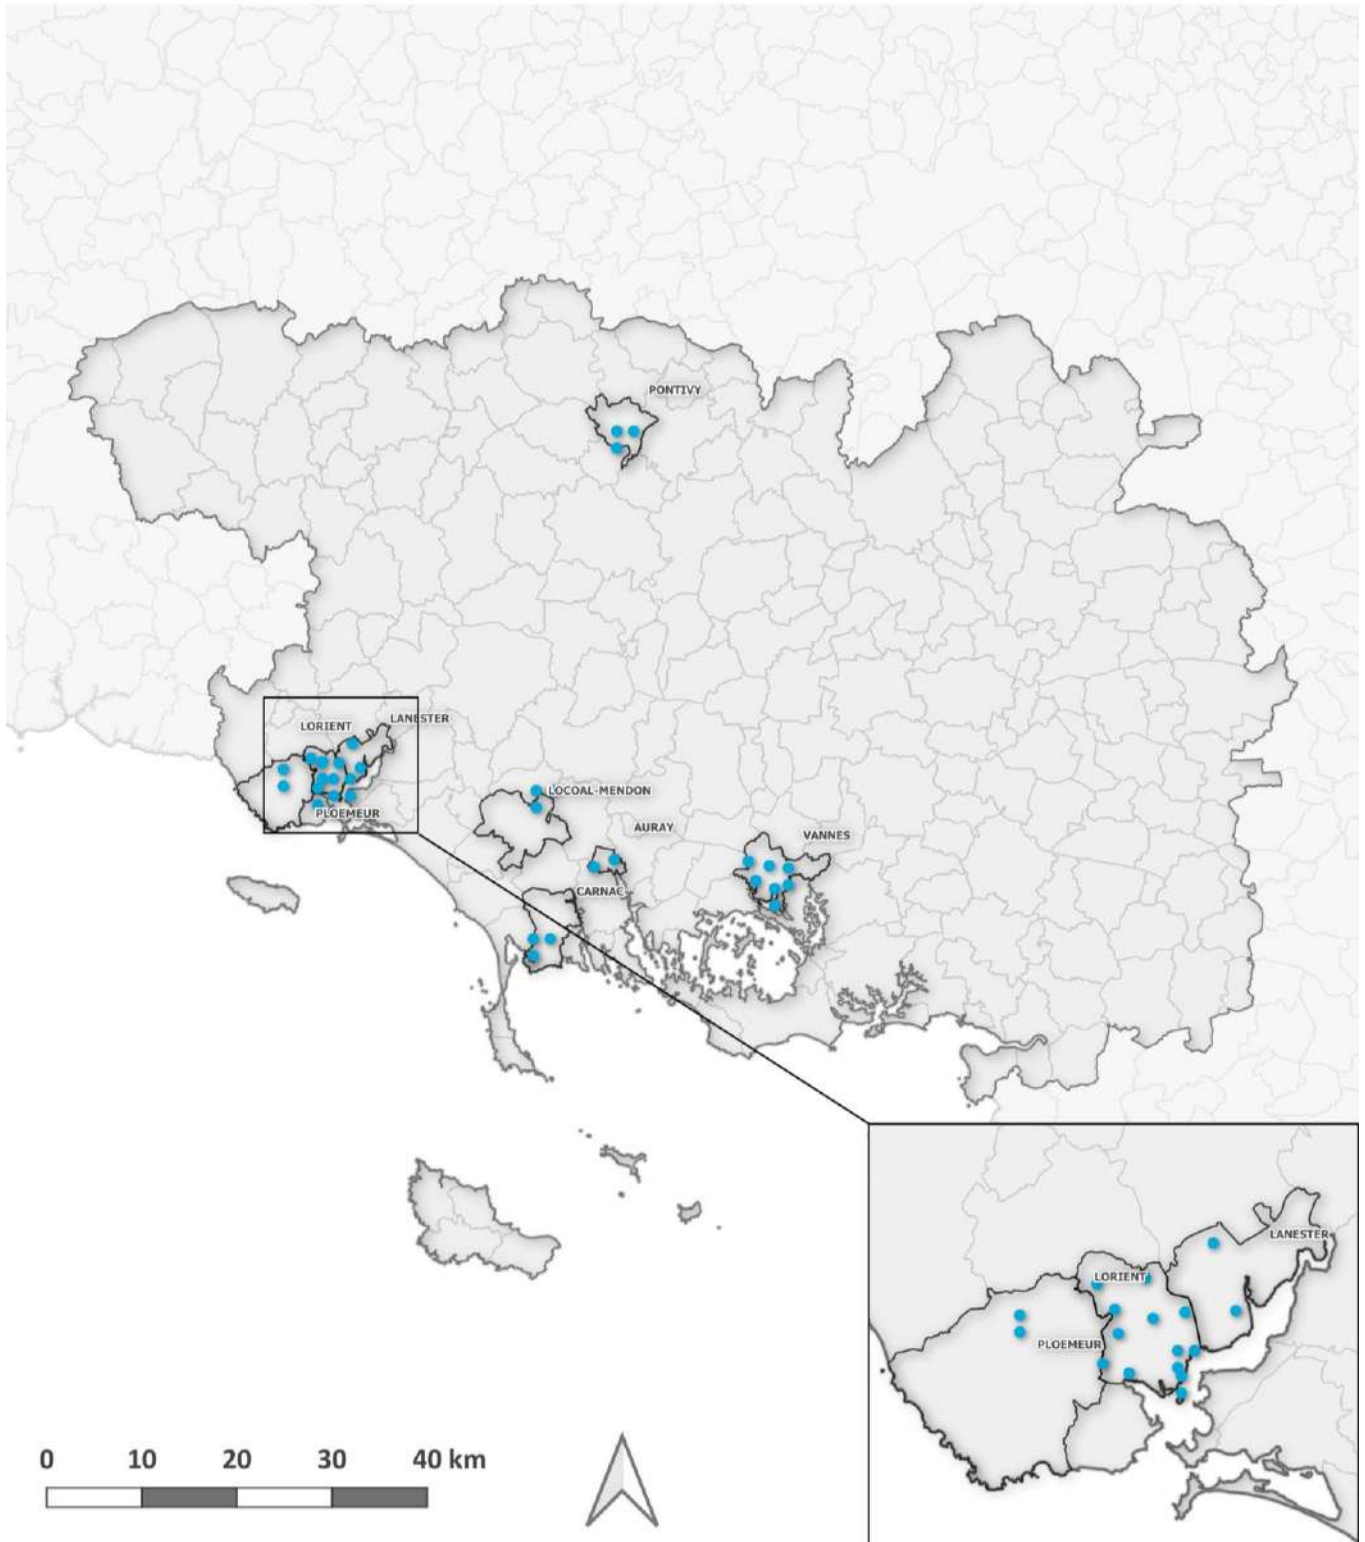 PONTIVY
LORIENT
LANESTER
PLOEMEUR
LOCOAL-MENDON
AURAY
VANNES
CARNAC
LANESTER
LORIENT
PLOEMEUR
0 10 20 30 40 km